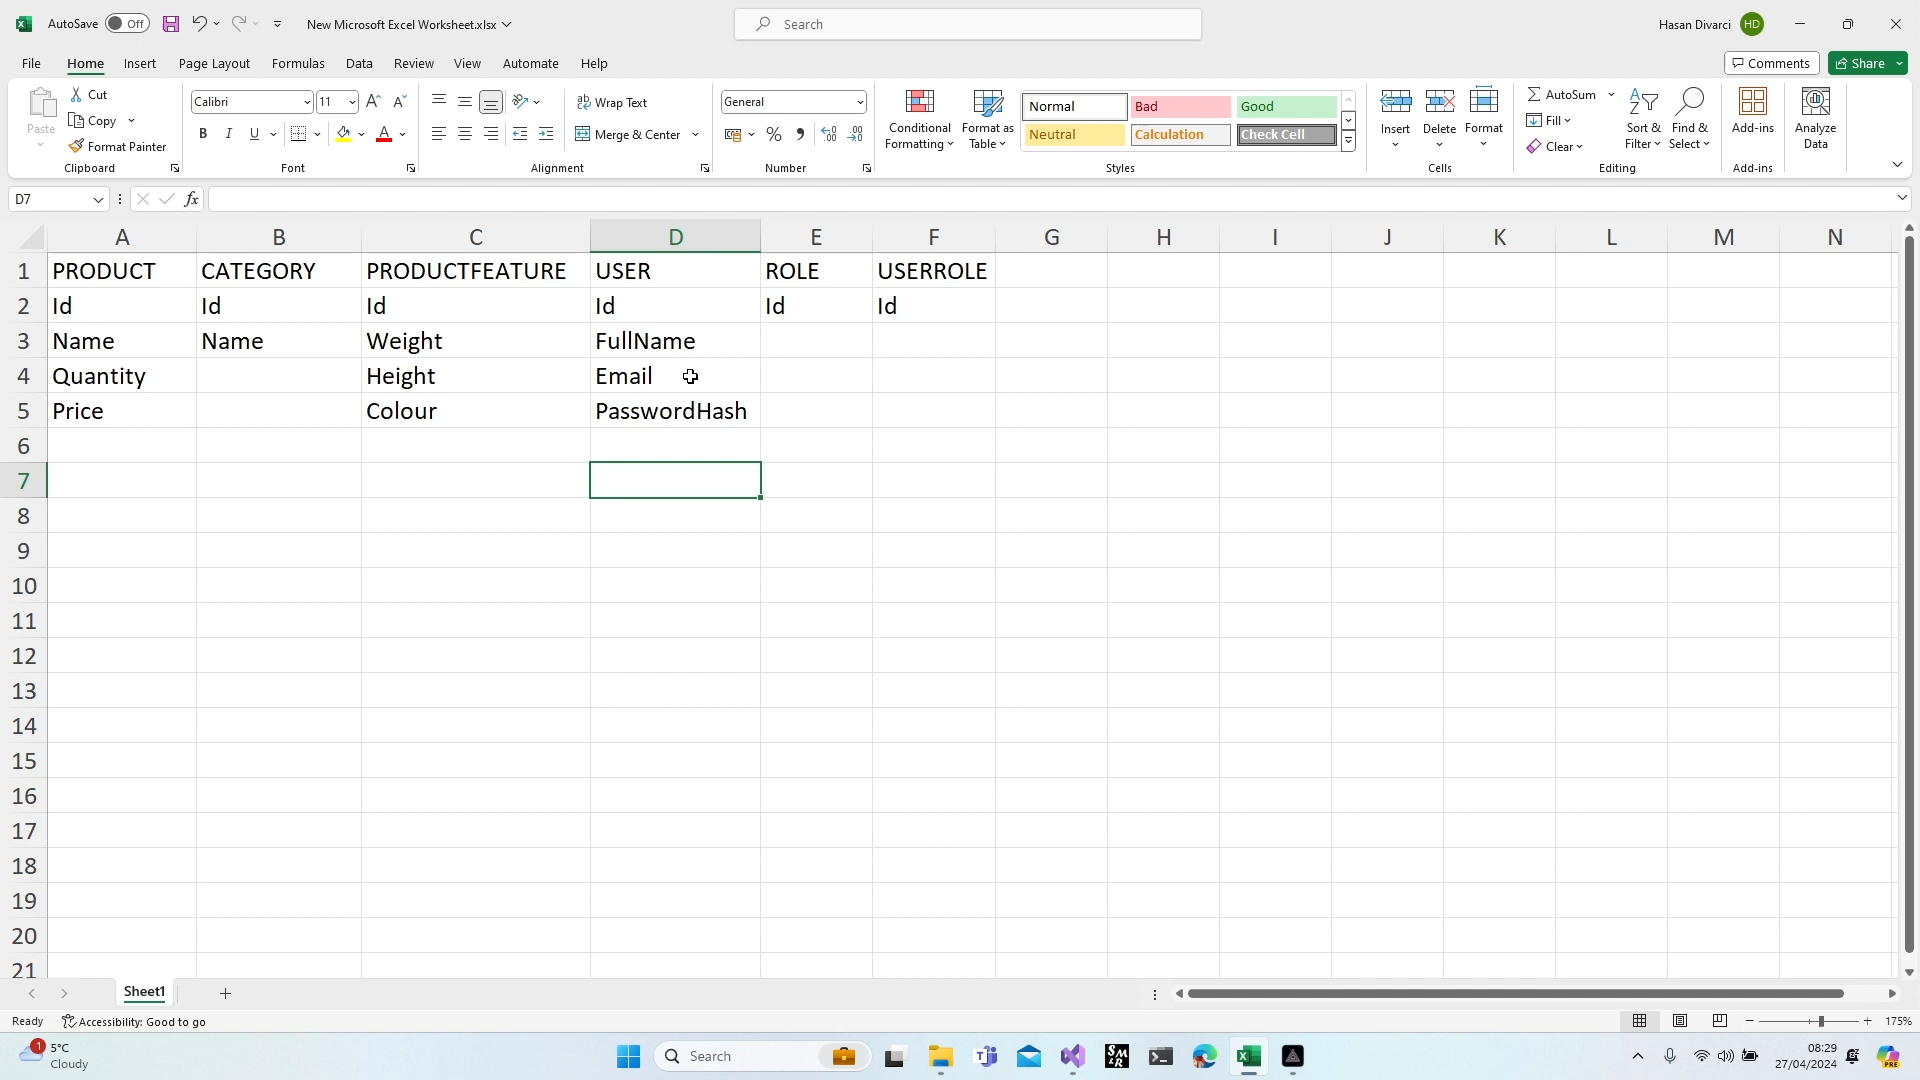 AutoSave Off New Microsoft Excel Worksheet.xlsx Search Hasan Divarci HD
File Home Insert Page Layout Formulas Data Review View Automate Help Comments Share
Paste Cut Copy Format Painter Clipboard
Calibri 11 B I U A Font
Wrap Text Merge & Center Alignment
General % Number
Conditional Formatting Format as Table
Normal Bad Good
Neutral Calculation Check Cell
Styles
Insert Delete Format Cells
AutoSum Fill Clear Sort & Filter Find & Select Editing
Add-ins Add-ins
Analyze Data
D7 fx
A B C D E F G H I J K L M N
1 PRODUCT CATEGORY PRODUCTFEATURE USER ROLE USERROLE
2 Id Id Id Id Id Id
3 Name Name Weight FullName
4 Quantity Height Email
5 Price Colour PasswordHash
6
7
8
9
10
11
12
13
14
15
16
17
18
19
20
21
Sheet1
Ready Accessibility: Good to go 175%
1 5°C
Cloudy
Search
08:29
27/04/2024
PRE